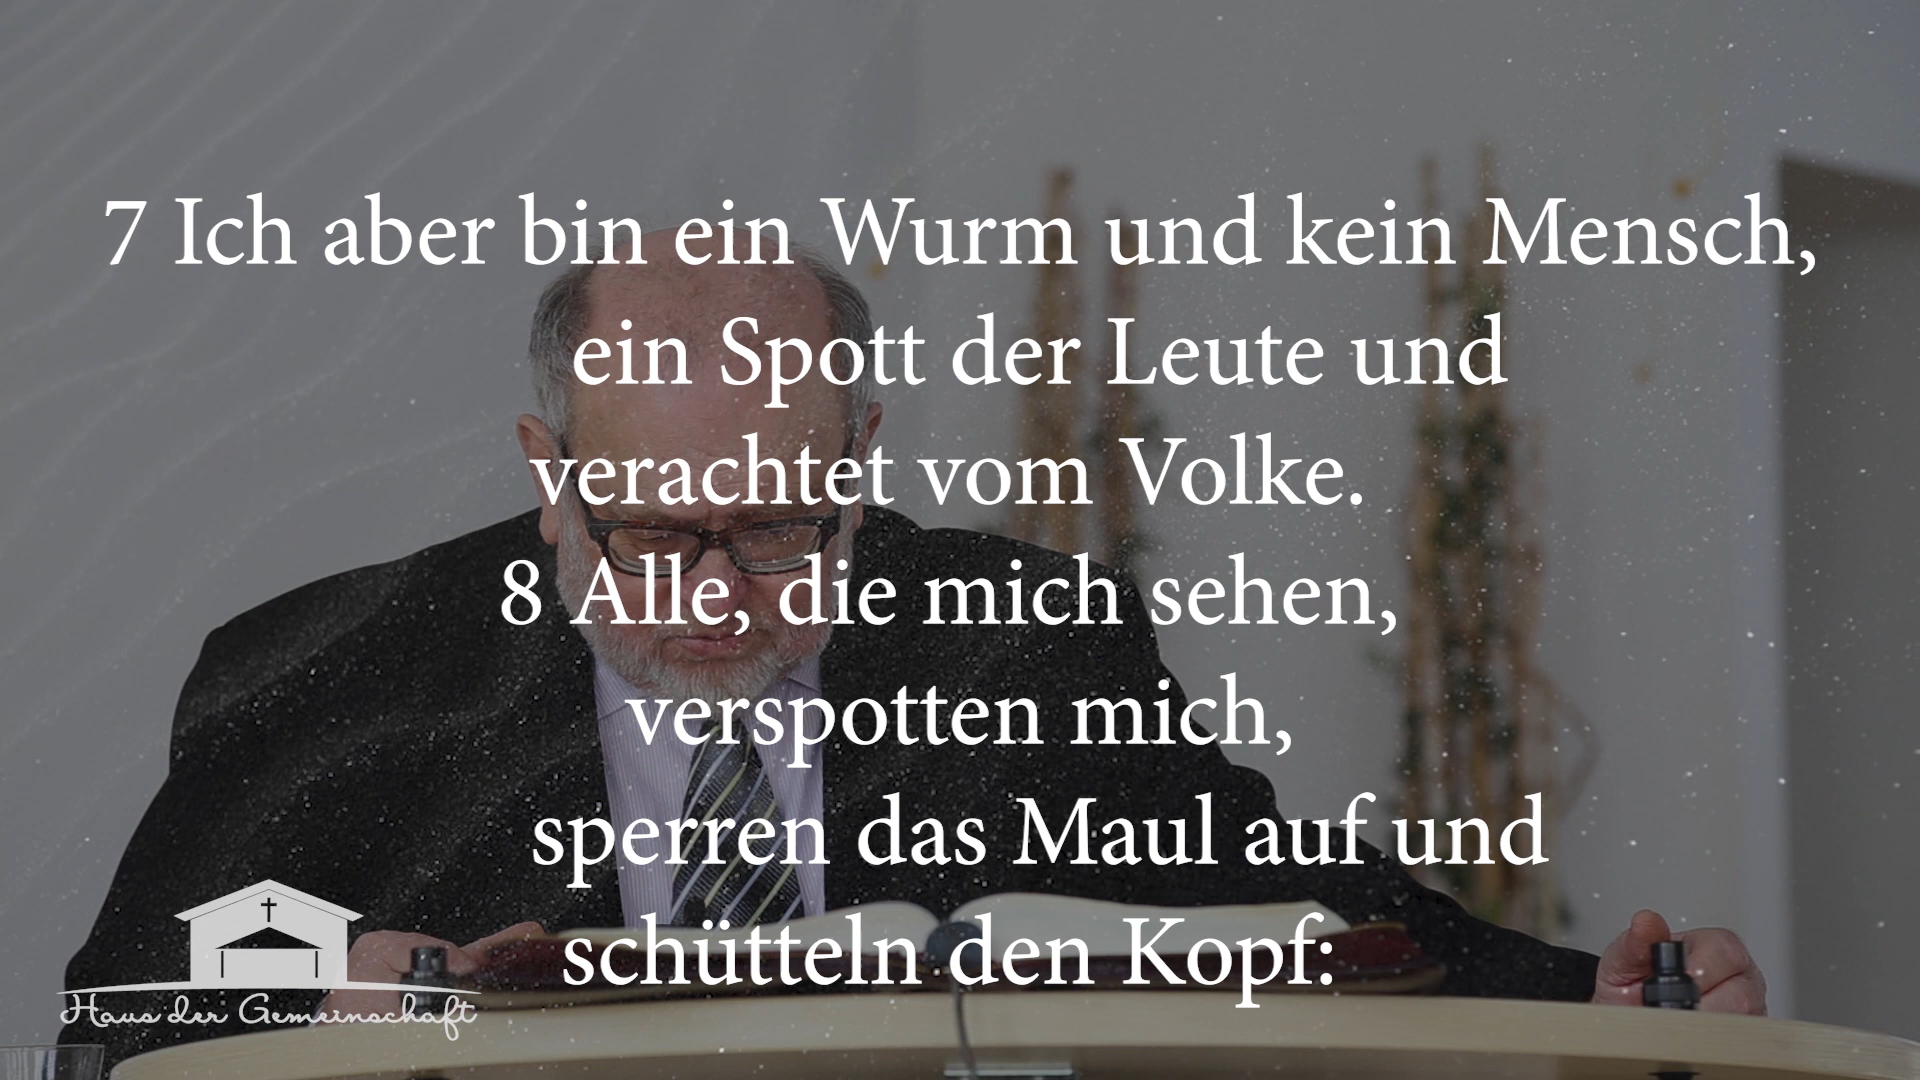 7 Ich aber bin ein Wurm und kein Mensch,
ein Spott der Leute und
verachtet vom Volke.
8 Alle, die mich sehen,
verspotten mich,
sperren das Maul auf und
schütteln den Kopf:
Haus der Gemeinschaft